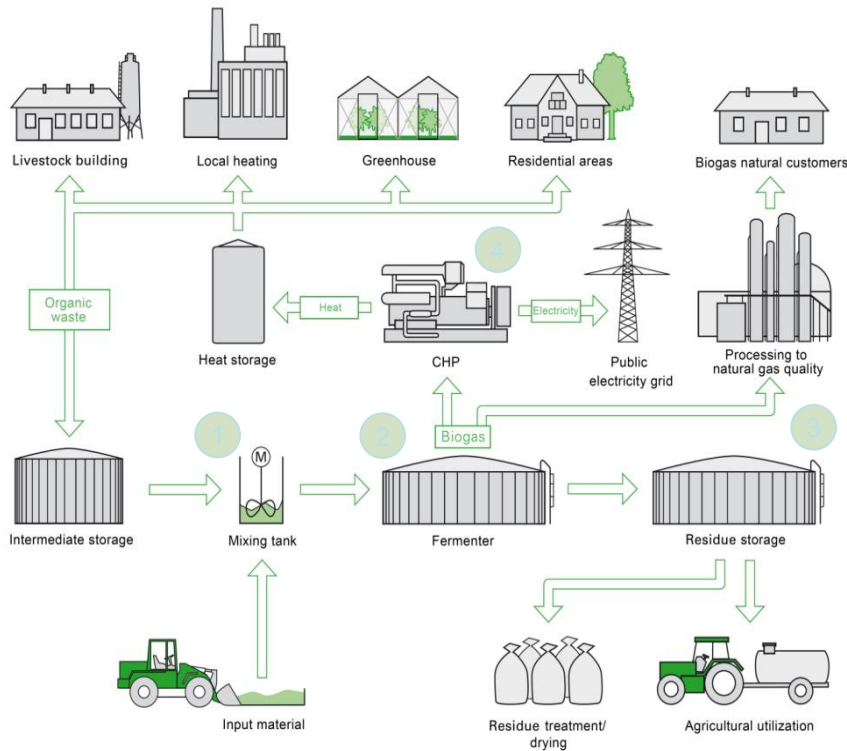 Livestock building
Local heating
Greenhouse
Residential areas
Biogas natural customers
4
Organic
waste
Heat
Electricity
Heat storage
CHP
Public
electricity grid
Processing to
natural gas quality
1
2
Biogas
3
M
Intermediate storage
Mixing tank
Fermenter
Residue storage
Input material
Residue treatment/
drying
Agricultural utilization